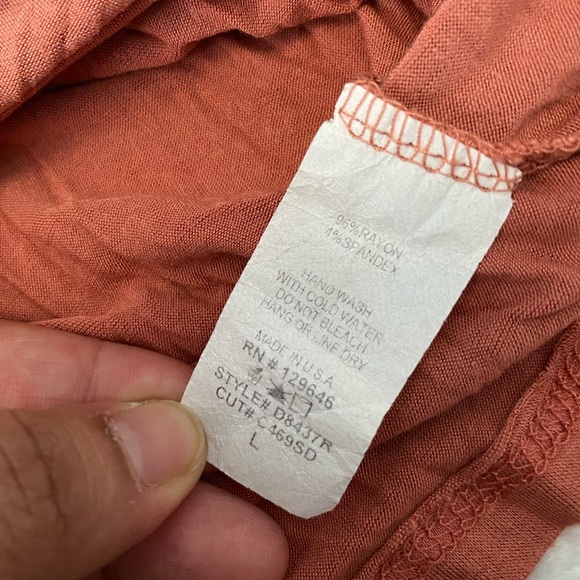 96%RAYON
4%SPANDEX
HAND WASH
WITH COLD WATER
DO NOT BLEACH
HANG OR LINE DRY
MADE IN U.S.A
RN # 129646
STYLE# D8437R
CUT# C469SD
L